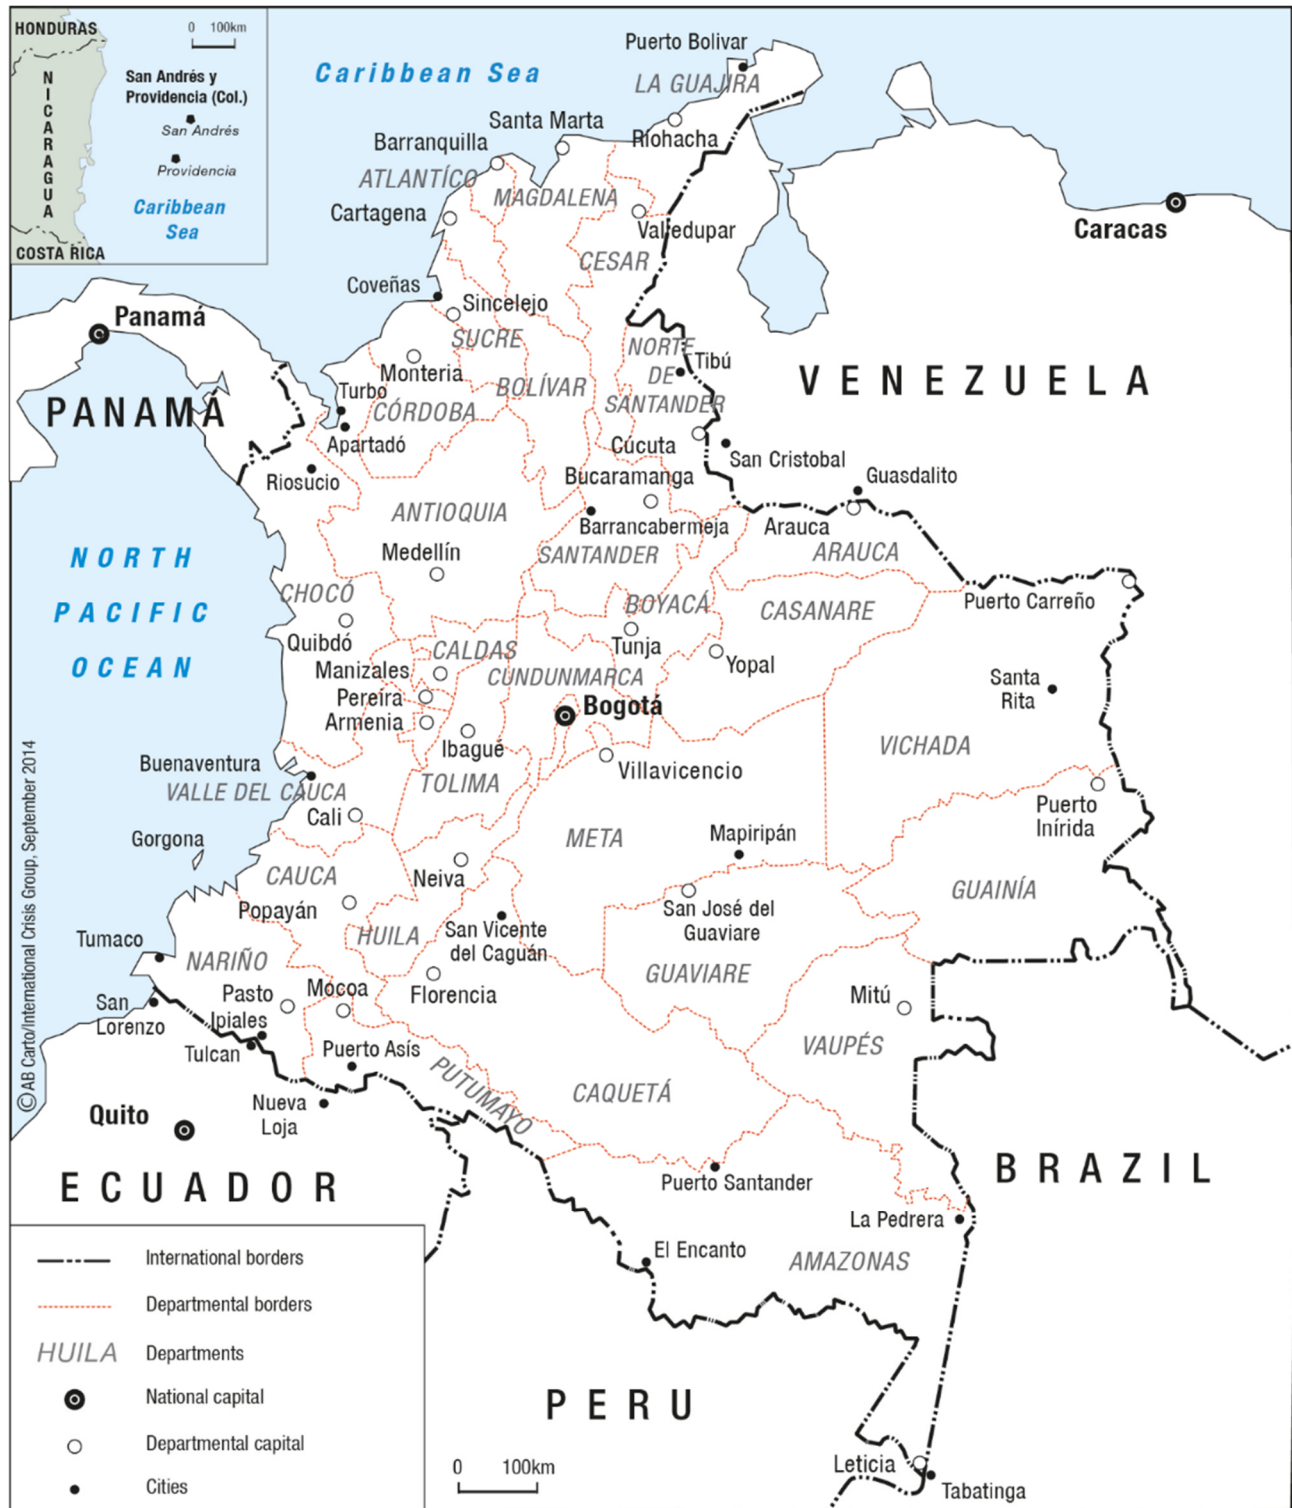 HONDURAS
NICARAGUA
COSTA RICA
0 100km
San Andrés y
Providencia (Col.)
San Andrés
Providencia
Caribbean
Sea
Caribbean Sea
Puerto Bolivar
LA GUAJIRA
Riohacha
Santa Marta
Barranquilla
ATLANTÍCO
MAGDALENA
Cartagena
Valledupar
CESAR
Caracas
Coveñas
Sincelejo
SUCRE
Panamá
PANAMÁ
Monteria
Turbo
CÓRDOBA
BOLÍVAR
Apartadó
NORTE
DE
SANTANDER
Tibú
VENEZUELA
Cúcuta
San Cristobal
Riosucio
Bucaramanga
Guasdalito
ANTIOQUIA
Barrancabermeja
Arauca
ARAUCA
Medellín
SANTANDER
NORTH
PACIFIC
OCEAN
CHOCÓ
Quibdó
BOYACÁ
CASANARE
Puerto Carreño
Tunja
Manizales
CALDAS
CUNDUNMARCA
Yopal
Pereira
Armenia
Bogotá
Santa
Rita
Ibagué
VICHADA
Buenaventura
VALLE DEL CAUCA
TOLIMA
Villavicencio
Cali
Puerto
Inírida
Gorgona
META
Mapiripán
CAUCA
Neiva
GUAINÍA
Popayán
San José del
Guaviare
HUILA
San Vicente
del Caguán
Tumaco
NARIÑO
GUAVIARE
Pasto
Mocoa
Florencia
Mitú
San
Lorenzo
Ipiales
Tulcan
VAUPÉS
Puerto Asís
PUTUMAYO
CAQUETÁ
Nueva
Loja
Quito
ECUADOR
Puerto Santander
BRAZIL
La Pedrera
El Encanto
AMAZONAS
PERU
Leticia
Tabatinga
International borders
Departmental borders
HUILA Departments
National capital
Departmental capital
Cities
0 100km
©AB Carto/International Crisis Group, September 2014